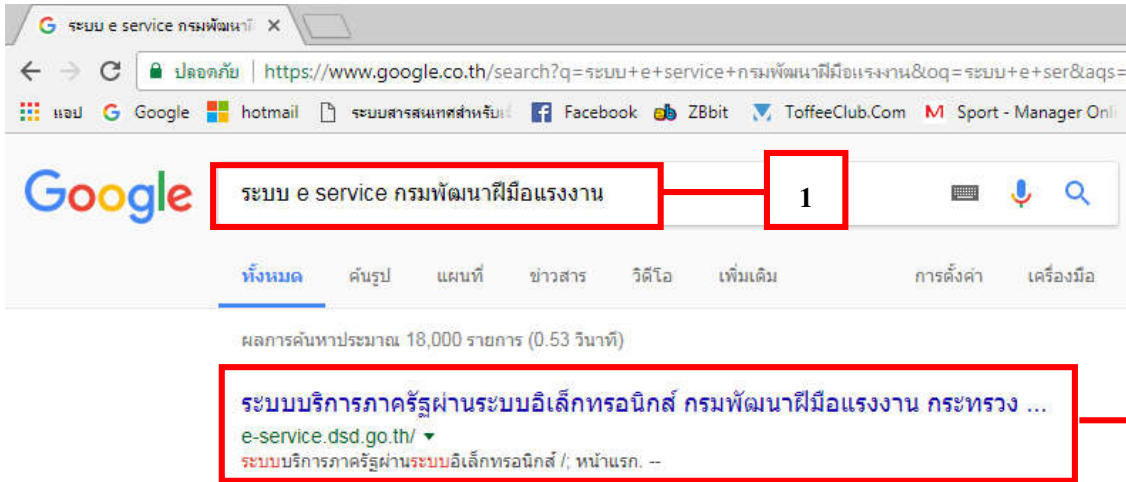 ระบบ e service กรมพัฒนาฝี
ปลอดภัย | https://www.google.co.th/search?q=ระบบ+e+service+กรมพัฒนาฝีมือแรงงาน&oq=ระบบ+e+ser&aqs=
แอป G Google hotmail ระบบสารสนเทศสำหรับ Facebook ZBbit ToffeeClub.Com M Sport - Manager Onli
Google ระบบ e service กรมพัฒนาฝีมือแรงงาน 1
ทั้งหมด ค้นรูป แผนที่ ข่าวสาร วิดีโอ เพิ่มเติม การตั้งค่า เครื่องมือ
ผลการค้นหาประมาณ 18,000 รายการ (0.53 วินาที)
ระบบบริการภาครัฐผ่านระบบอิเล็กทรอนิกส์ กรมพัฒนาฝีมือแรงงาน กระทรวง ...
e-service.dsd.go.th/
ระบบบริการภาครัฐผ่านระบบอิเล็กทรอนิกส์ /; หน้าแรก. --